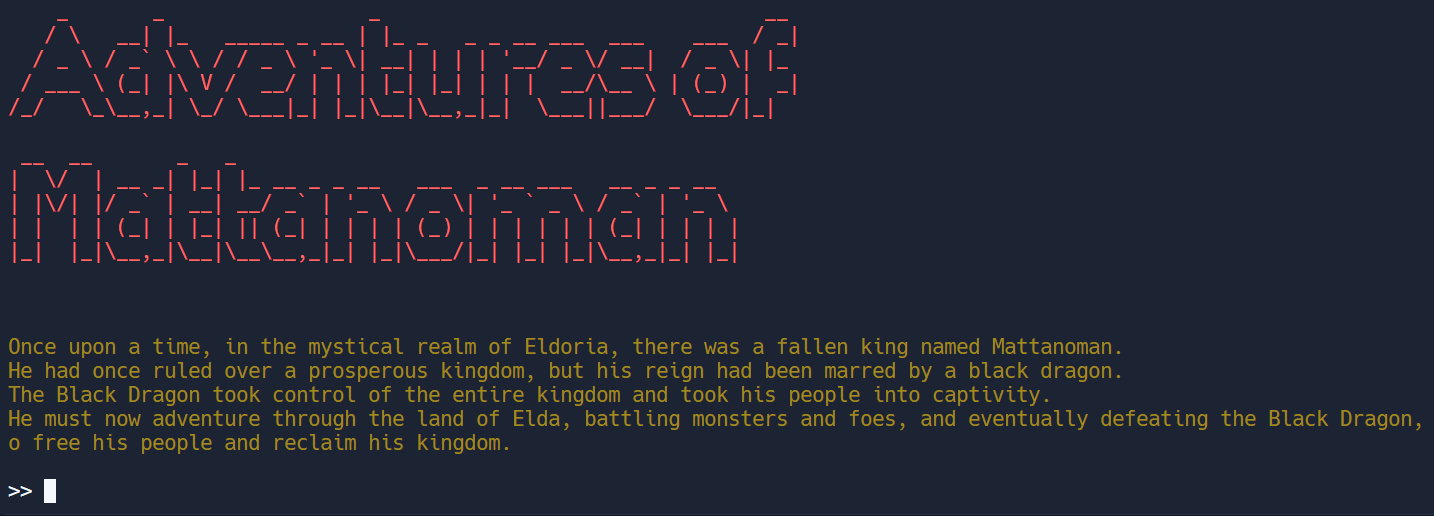 Adventures of
Mattanoman
Once upon a time, in the mystical realm of Eldoria, there was a fallen king named Mattanoman.
He had once ruled over a prosperous kingdom, but his reign had been marred by a black dragon.
The Black Dragon took control of the entire kingdom and took his people into captivity.
He must now adventure through the land of Elda, battling monsters and foes, and eventually defeating the Black Dragon,
o free his people and reclaim his kingdom.
>>